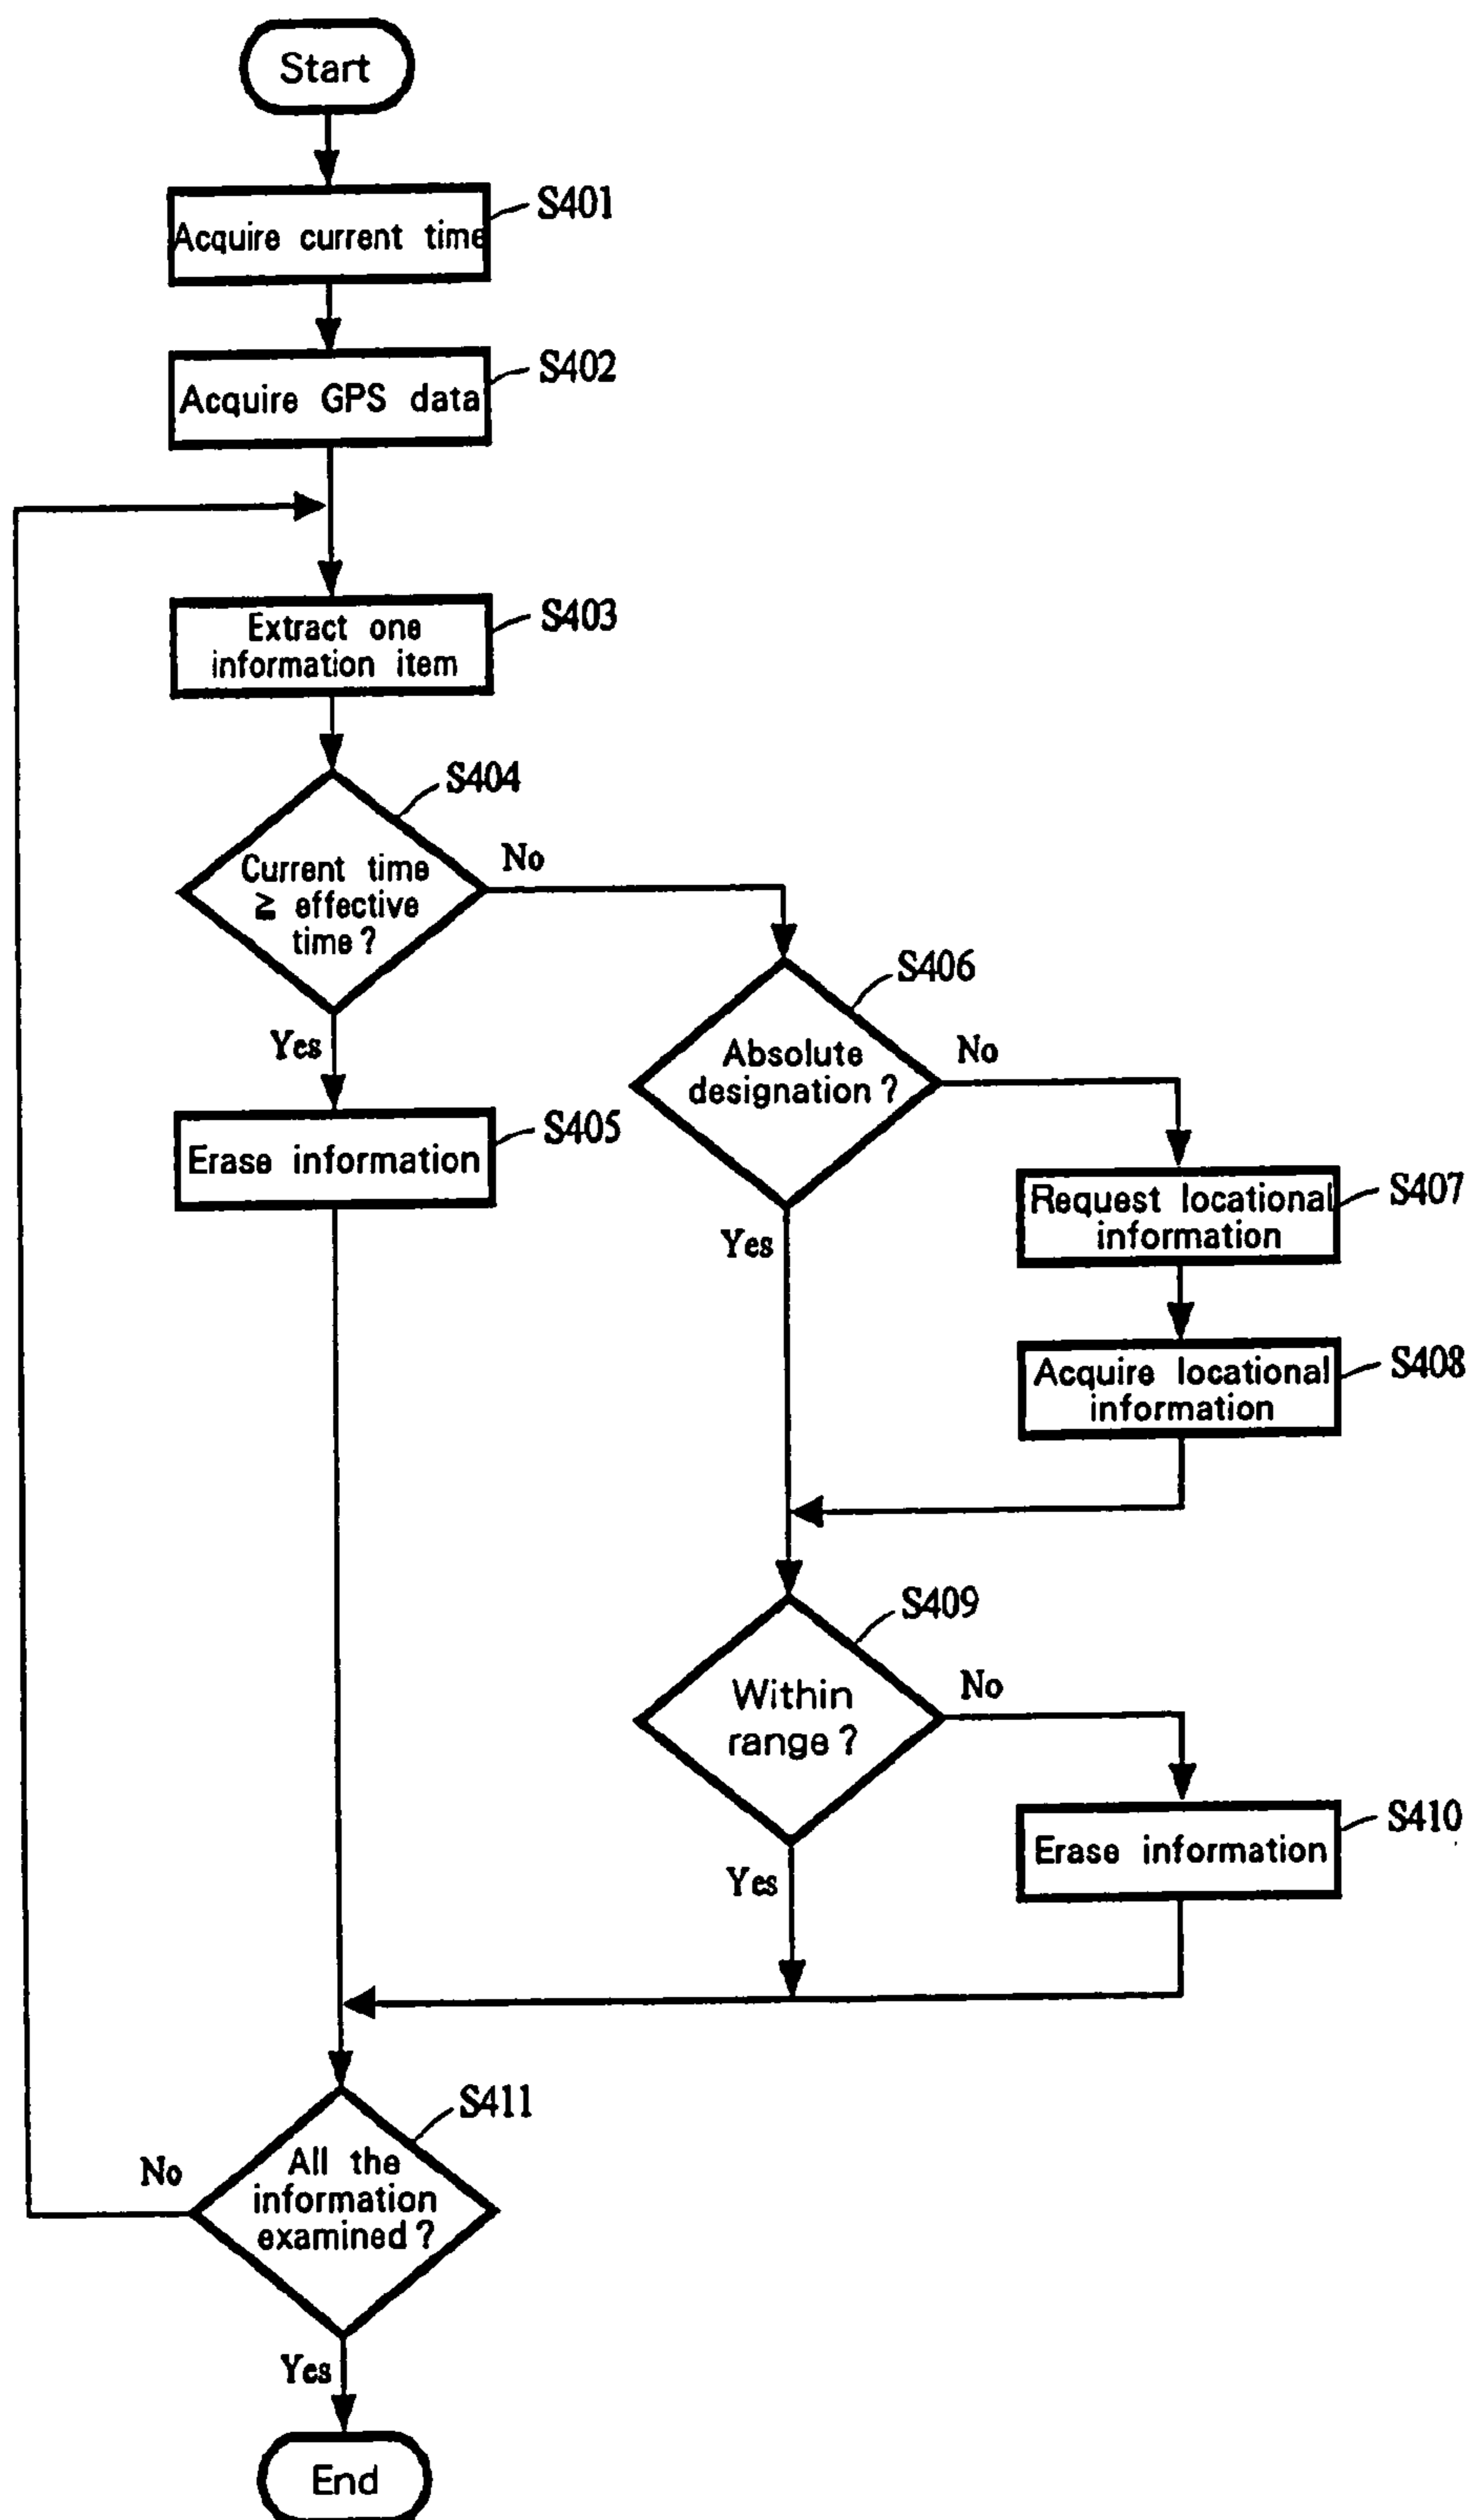 Start
S401
Acquire current time
S402
Acquire GPS data
S403
Extract one
information item
S404
Current time
≧ effective
time?
No
Yes
S405
Erase information
S406
Absolute
designation?
No
Yes
S407
Request locational
information
S408
Acquire locational
information
S409
Within
range?
No
Yes
S410
Erase information
S411
All the
information
examined?
No
Yes
End